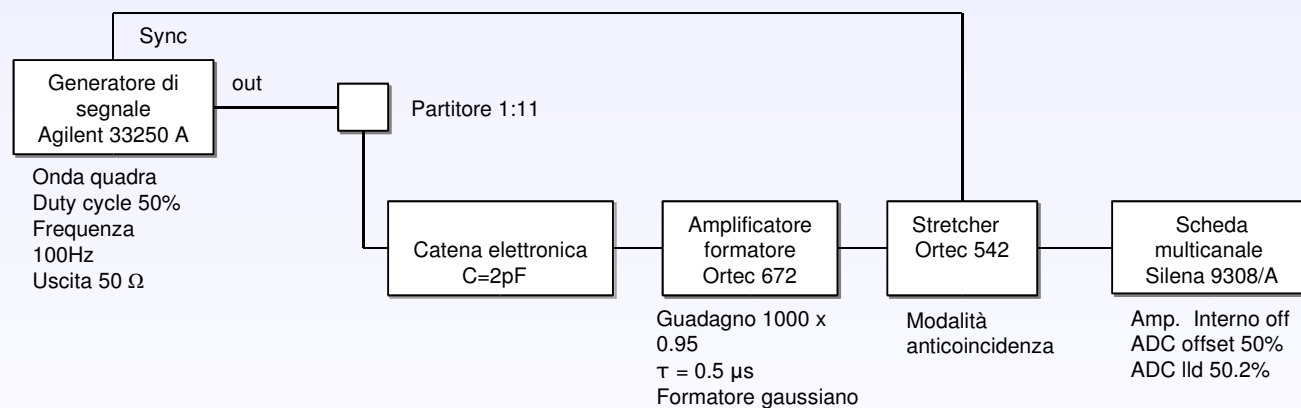 Sync
Generatore di
segnale
Agilent 33250 A
out
Partitore 1:11
Onda quadra
Duty cycle 50%
Frequenza
100Hz
Uscita 50 Ω
Catena elettronica
C=2pF
Amplificatore
formatore
Ortec 672
Stretcher
Ortec 542
Scheda
multicanale
Silena 9308/A
Guadagno 1000 x
0.95
τ = 0.5 µs
Formatore gaussiano
Modalità
anticoincidenza
Amp. Interno off
ADC offset 50%
ADC lld 50.2%